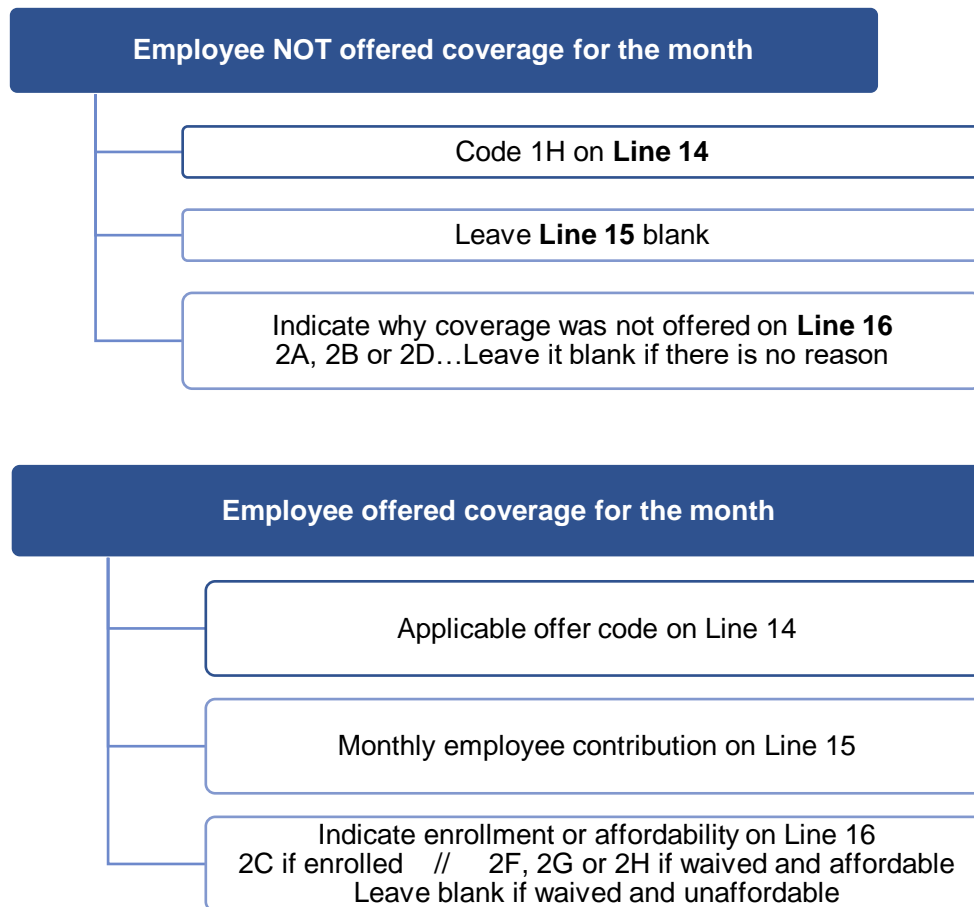 Employee NOT offered coverage for the month
Code 1H on Line 14
Leave Line 15 blank
Indicate why coverage was not offered on Line 16
2A, 2B or 2D…Leave it blank if there is no reason
Employee offered coverage for the month
Applicable offer code on Line 14
Monthly employee contribution on Line 15
Indicate enrollment or affordability on Line 16
2C if enrolled // 2F, 2G or 2H if waived and affordable
Leave blank if waived and unaffordable